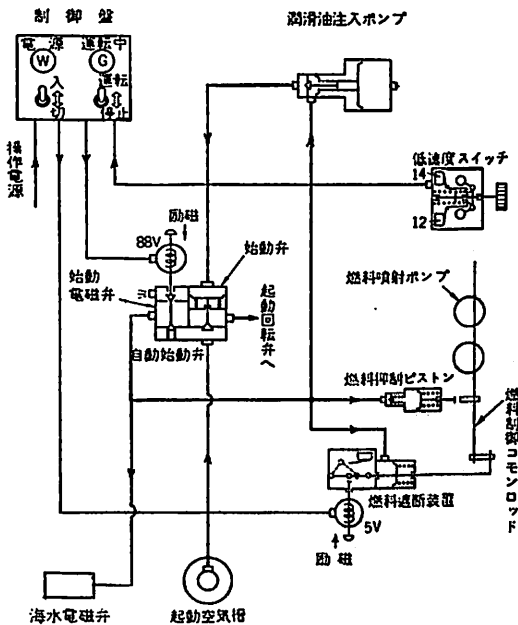 制御盤
潤滑油注入ポンプ
電源
運転中
W
G
入
切
運転
停止
操作電源
低速度スイッチ
14
12
励磁
88V
始動弁
始動電磁弁
起動回転弁へ
自動始動弁
燃料噴射ポンプ
燃料抑制ピストン
燃料制御コモンロッド
燃料遮断装置
5V
励磁
海水電磁弁
起動空気槽